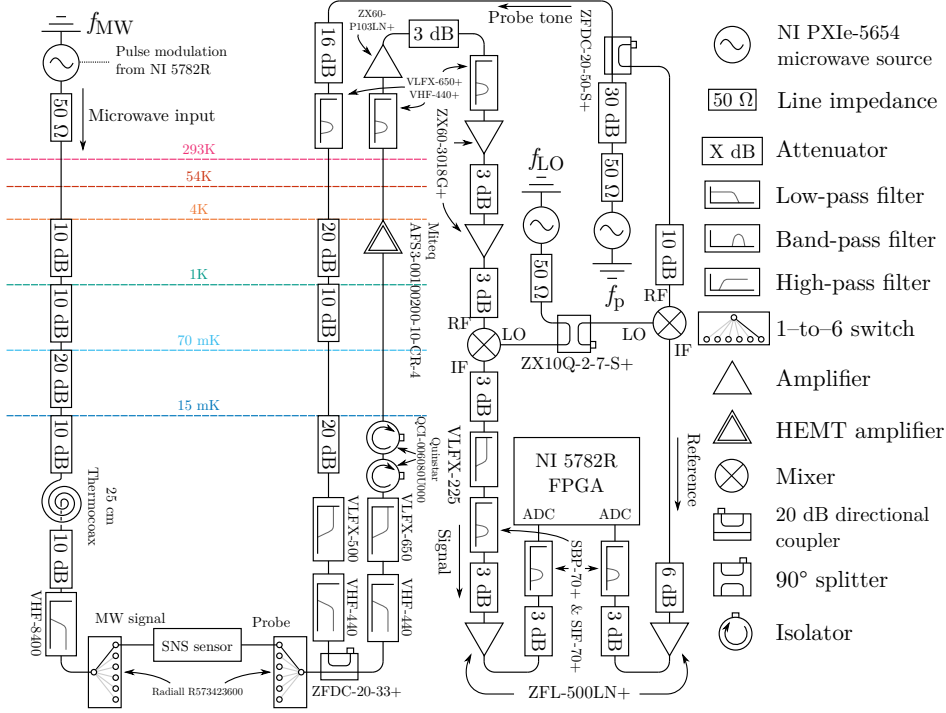 f_MW
Pulse modulation
from NI 5782R
50 Ω
Microwave input
293K
54K
4K
10 dB
1K
10 dB
70 mK
20 dB
15 mK
10 dB
25 cm
Thermocoax
10 dB
VHF-8400
MW signal
SNS sensor
Probe
Radiall R573423600
Probe tone
16 dB
20 dB
10 dB
20 dB
VLFX-500
VHF-440
ZFDC-20-33+
ZX60-
P103LN+
3 dB
VLFX-650+
VHF-440+
Miteq
AFS3-00100200-10-CR-4
Quinstar
QCI-006080U000
VLFX-650
VHF-440
ZX60-3018G+
3 dB
3 dB
RF
LO
IF
3 dB
VLFX-225
Signal
3 dB
f_LO
50 Ω
ZX10Q-2-7-S+
ZFDC-20-50-S+
30 dB
50 Ω
f_p
10 dB
RF
LO
IF
Reference
6 dB
NI 5782R
FPGA
ADC
ADC
SBP-70+ & SIF-70+
3 dB
3 dB
ZFL-500LN+
NI PXIe-5654
microwave source
50 Ω
Line impedance
X dB
Attenuator
Low-pass filter
Band-pass filter
High-pass filter
1–to–6 switch
Amplifier
HEMT amplifier
Mixer
20 dB directional
coupler
90° splitter
Isolator